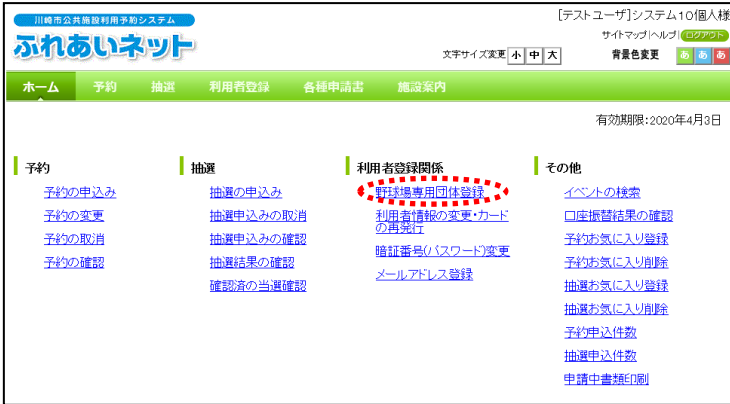 川崎市公共施設利用予約システム
ふれあいネット
[テストユーザ]システム10個人様
サイトマップ|ヘルプ|ログアウト
文字サイズ変更 小 中 大 背景色変更 あ あ あ
ホーム 予約 抽選 利用者登録 各種申請書 施設案内
有効期限:2020年4月3日
予約
予約の申込み
予約の変更
予約の取消
予約の確認
抽選
抽選の申込み
抽選申込みの取消
抽選申込みの確認
抽選結果の確認
確認済の当選確認
利用者登録関係
野球場専用団体登録
利用者情報の変更・カード
の再発行
暗証番号(パスワード)変更
メールアドレス登録
その他
イベントの検索
口座振替結果の確認
予約お気に入り登録
予約お気に入り削除
抽選お気に入り登録
抽選お気に入り削除
予約申込件数
抽選申込件数
申請中書類印刷